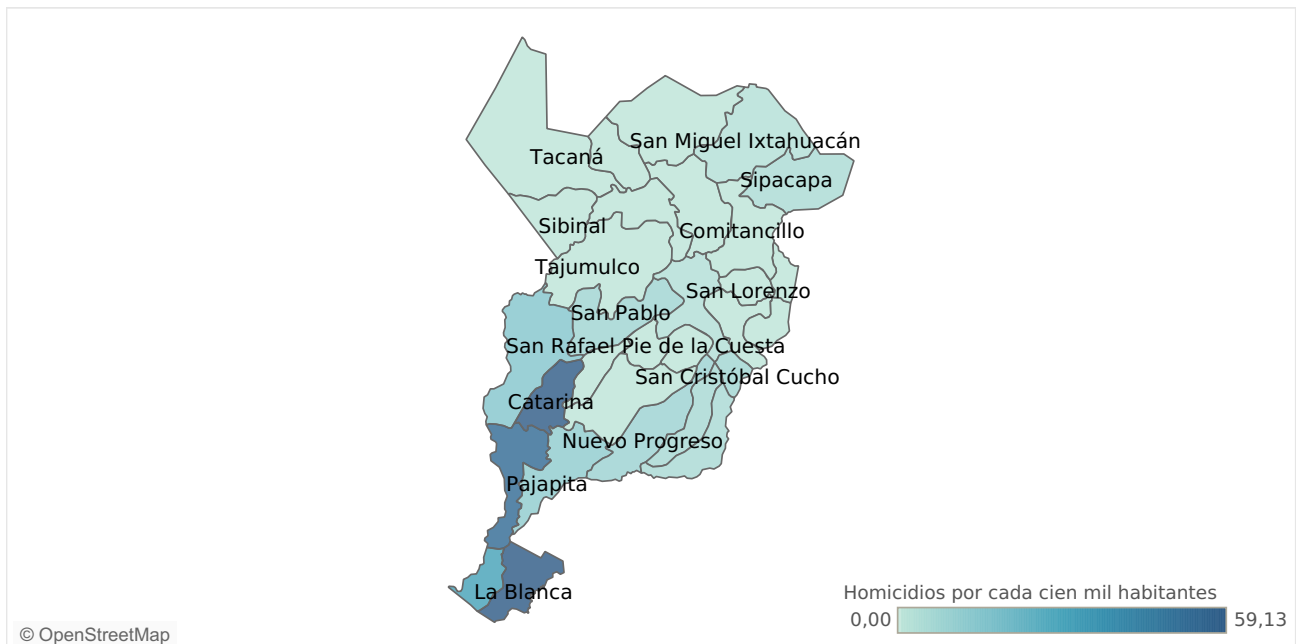 San Miguel Ixtahuacán
Tacaná
Sipacapa
Sibinal
Comitancillo
Tajumulco
San Lorenzo
San Pablo
San Rafael Pie de la Cuesta
San Cristóbal Cucho
Catarina
Nuevo Progreso
Pajapita
La Blanca
Homicidios por cada cien mil habitantes
0,00 59,13
© OpenStreetMap